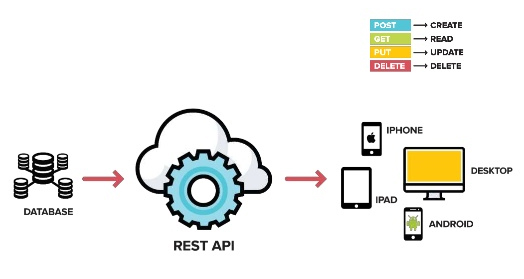 POST → CREATE
GET → READ
PUT → UPDATE
DELETE → DELETE
IPHONE
DESKTOP
IPAD
DATABASE
ANDROID
REST API